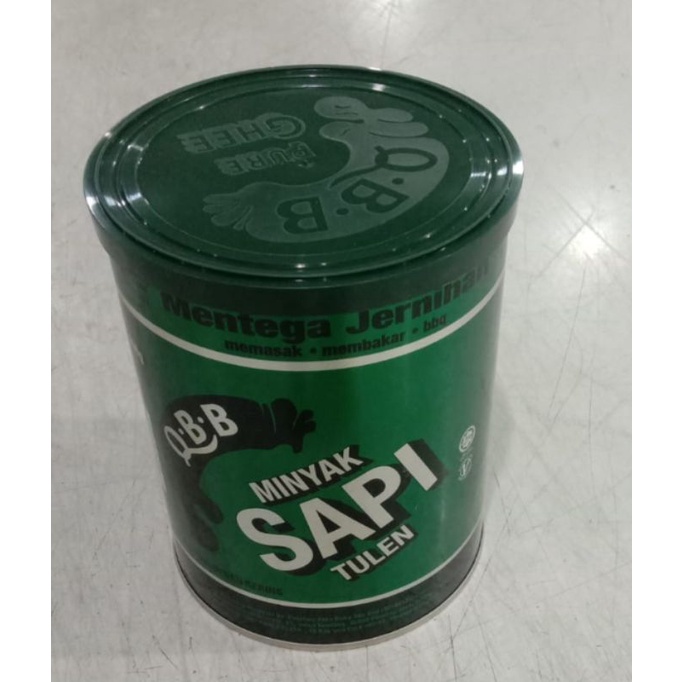 PURE
GHEE
Q·B·B
Mentega Jernihan
memasak • membakar • bbq
Q·B·B
MINYAK
SAPI
TULEN